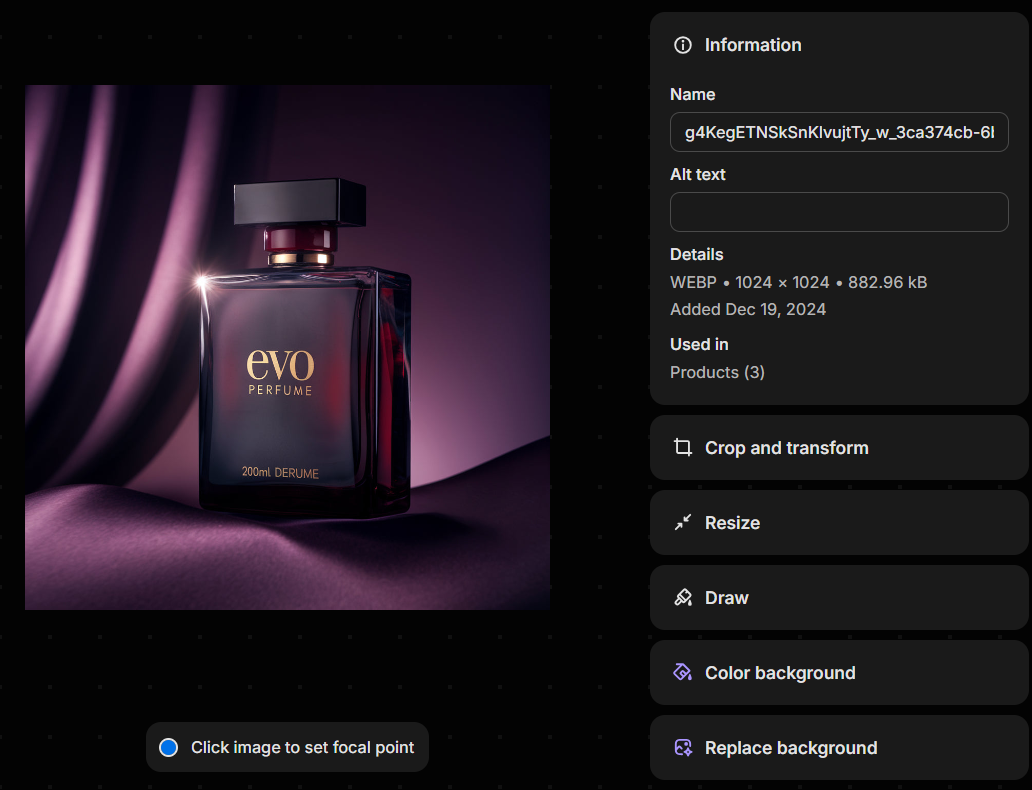 evo
PERFUME
200ml DERUME
Click image to set focal point
Information
Name
g4KegETNSkSnKlvujtTy_w_3ca374cb-6
Alt text
Details
WEBP • 1024 × 1024 • 882.96 kB
Added Dec 19, 2024
Used in
Products (3)
Crop and transform
Resize
Draw
Color background
Replace background